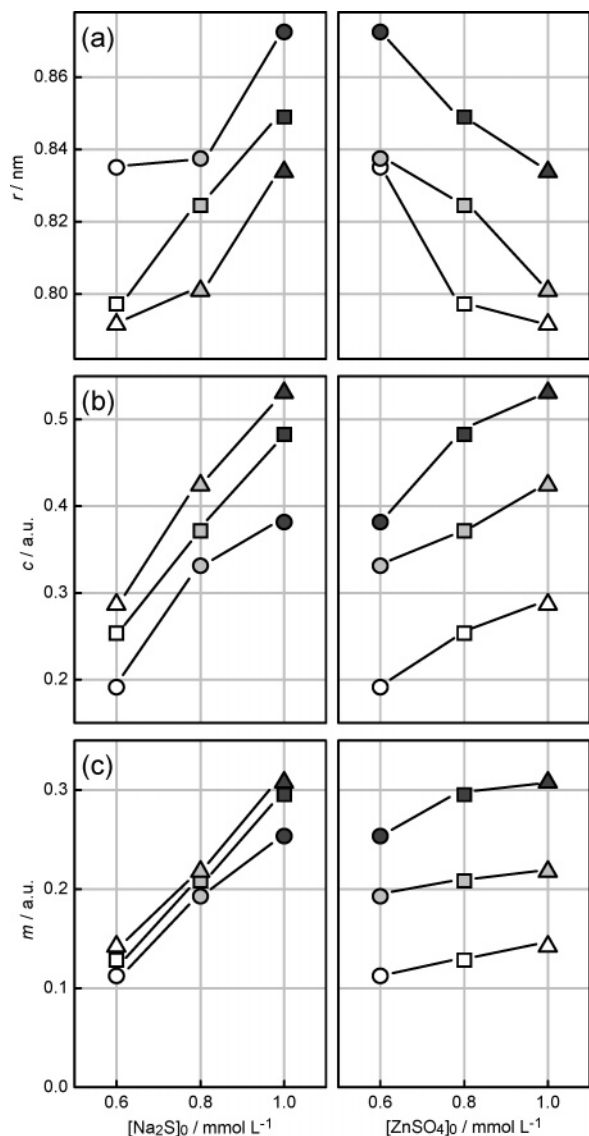 (a)
0.86
0.84
0.82
0.80
r / nm
(b)
0.5
0.4
0.3
0.2
c / a.u.
(c)
0.3
0.2
0.1
0.0
m / a.u.
0.6 0.8 1.0 0.6 0.8 1.0
[Na₂S]₀ / mmol L⁻¹ [ZnSO₄]₀ / mmol L⁻¹